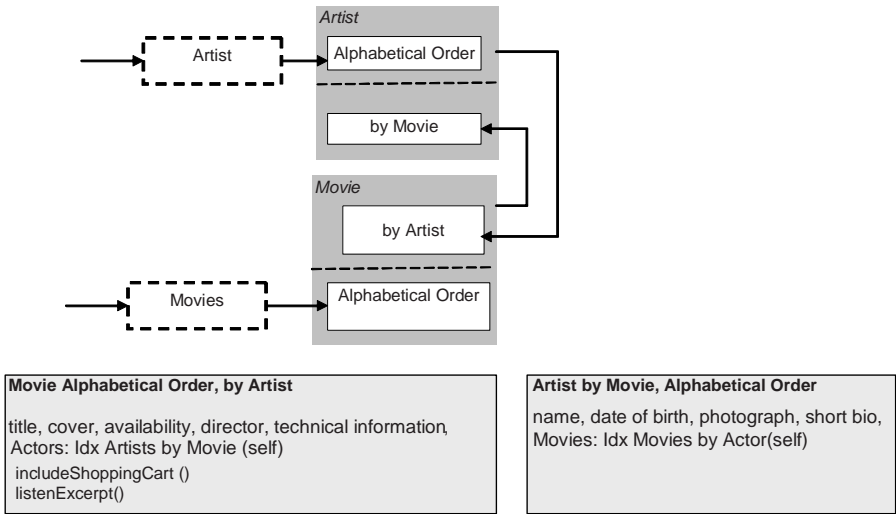 Artist
Artist
Alphabetical Order
by Movie
Movie
by Artist
Movies
Alphabetical Order
Movie Alphabetical Order, by Artist
title, cover, availability, director, technical information,
Actors: Idx Artists by Movie (self)
includeShoppingCart ()
listenExcerpt()
Artist by Movie, Alphabetical Order
name, date of birth, photograph, short bio,
Movies: Idx Movies by Actor(self)